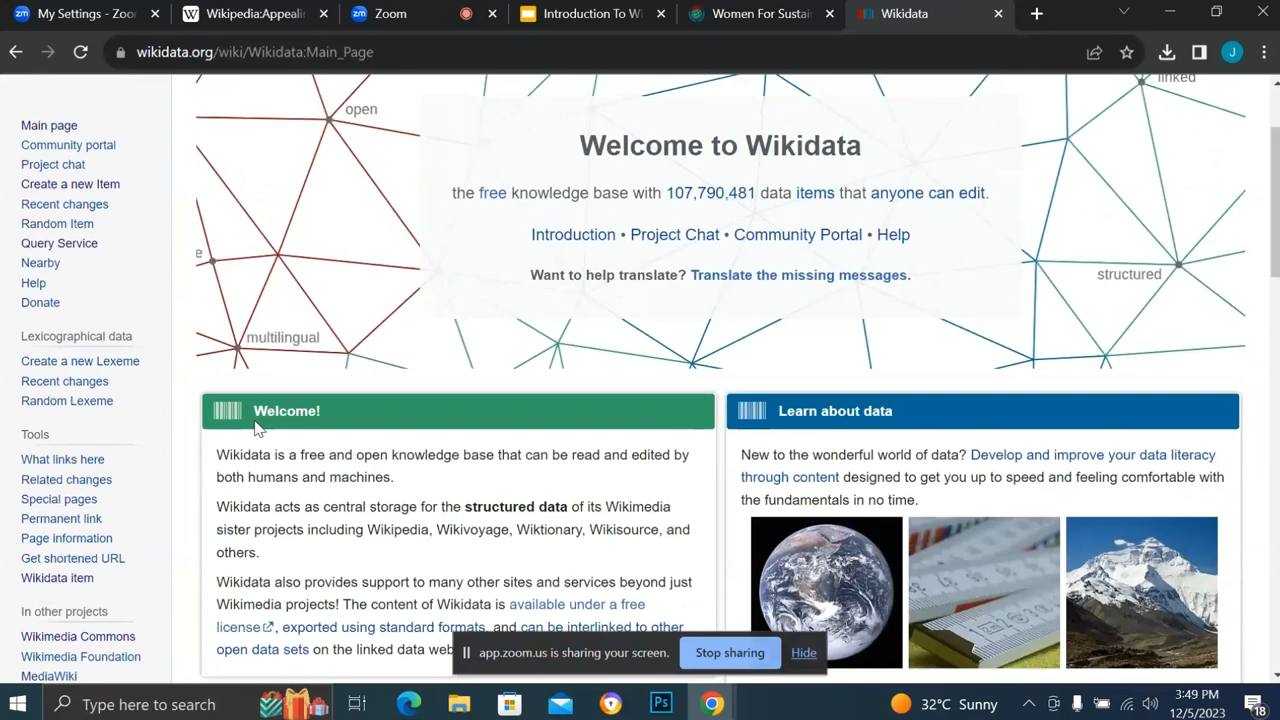 My Settings - Zoo
Wikipedia:Appeali
Zoom
Introduction To Wi
Women For Sustai
Wikidata
wikidata.org/wiki/Wikidata:Main_Page
J
open
linked
Main page
Community portal
Project chat
Create a new Item
Recent changes
Random Item
Query Service
Nearby
Help
Donate
Lexicographical data
Create a new Lexeme
Recent changes
Random Lexeme
Tools
What links here
Related changes
Special pages
Permanent link
Page information
Get shortened URL
Wikidata item
In other projects
Wikimedia Commons
Wikimedia Foundation
MediaWiki
Welcome to Wikidata
the free knowledge base with 107,790,481 data items that anyone can edit.
Introduction • Project Chat • Community Portal • Help
Want to help translate? Translate the missing messages.
structured
multilingual
Welcome!
Wikidata is a free and open knowledge base that can be read and edited by
both humans and machines.
Wikidata acts as central storage for the structured data of its Wikimedia
sister projects including Wikipedia, Wikivoyage, Wiktionary, Wikisource, and
others.
Wikidata also provides support to many other sites and services beyond just
Wikimedia projects! The content of Wikidata is available under a free
license, exported using standard formats, and can be interlinked to other
open data sets on the linked data web
Learn about data
New to the wonderful world of data? Develop and improve your data literacy
through content designed to get you up to speed and feeling comfortable with
the fundamentals in no time.
app.zoom.us is sharing your screen.
Stop sharing
Hide
Type here to search
Ps
32°C Sunny
3:49 PM
12/5/2023
18